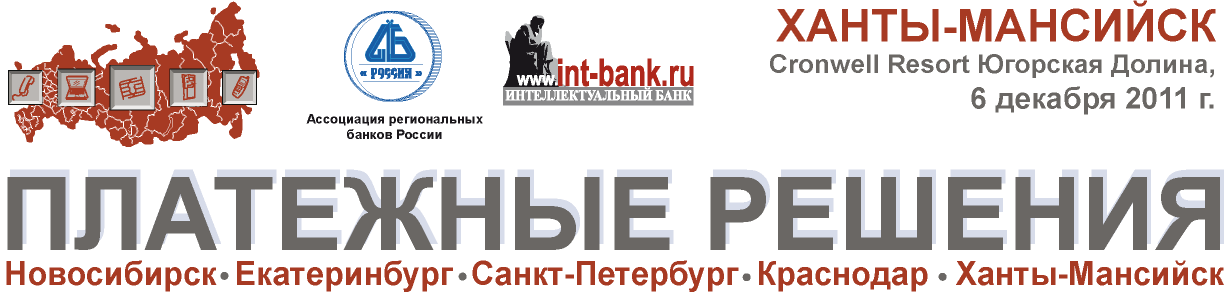 ХАНТЫ-МАНСИЙСК
Cronwell Resort Югорская Долина,
6 декабря 2011 г.
« РОССИЯ »
Ассоциация региональных
банков России
www.int-bank.ru
ИНТЕЛЛЕКТУАЛЬНЫЙ БАНК
ПЛАТЕЖНЫЕ РЕШЕНИЯ
Новосибирск • Екатеринбург • Санкт-Петербург • Краснодар • Ханты-Мансийск